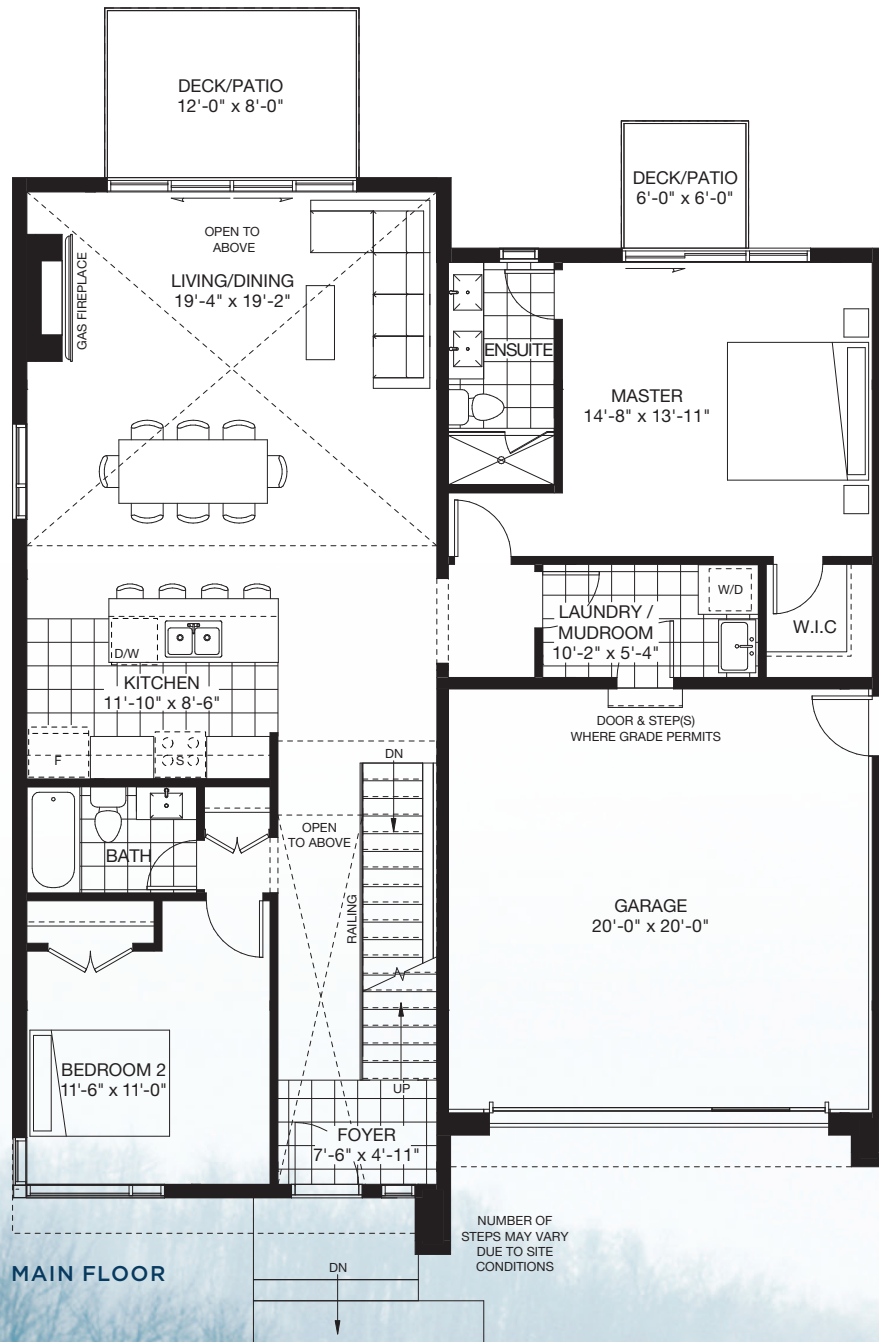 DECK/PATIO
12'-0" x 8'-0"
DECK/PATIO
6'-0" x 6'-0"
OPEN TO
ABOVE
LIVING/DINING
19'-4" x 19'-2"
GAS FIREPLACE
ENSUITE
MASTER
14'-8" x 13'-11"
W/D
LAUNDRY /
MUDROOM
10'-2" x 5'-4"
W.I.C
D/W
KITCHEN
11'-10" x 8'-6"
F
S
DOOR & STEP(S)
WHERE GRADE PERMITS
DN
OPEN
TO ABOVE
BATH
RAILING
GARAGE
20'-0" x 20'-0"
BEDROOM 2
11'-6" x 11'-0"
UP
FOYER
7'-6" x 4'-11"
NUMBER OF
STEPS MAY VARY
DUE TO SITE
CONDITIONS
MAIN FLOOR
DN